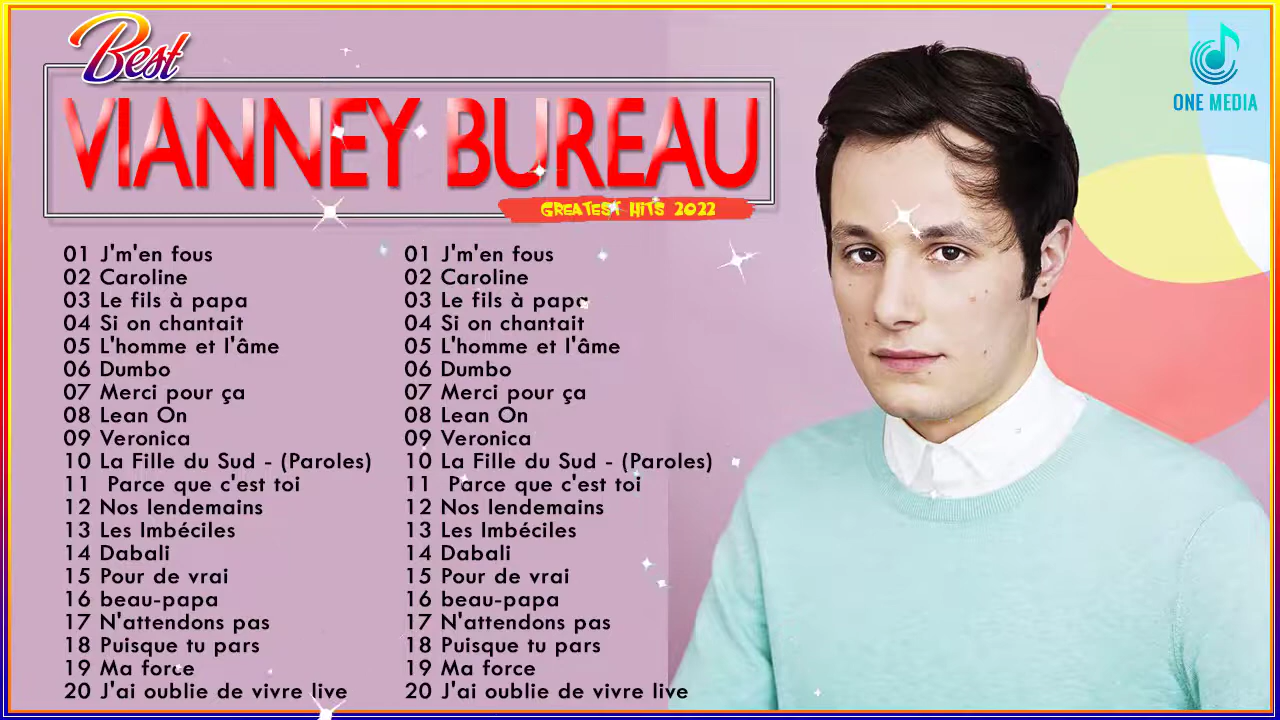 Best
VIANNEY BUREAU
GREATEST HITS 2022
ONE MEDIA
01 J'm'en fous
02 Caroline
03 Le fils à papa
04 Si on chantait
05 L'homme et l'âme
06 Dumbo
07 Merci pour ça
08 Lean On
09 Veronica
10 La Fille du Sud - (Paroles)
11 Parce que c'est toi
12 Nos lendemains
13 Les Imbéciles
14 Dabali
15 Pour de vrai
16 beau-papa
17 N'attendons pas
18 Puisque tu pars
19 Ma force
20 J'ai oublie de vivre live
01 J'm'en fous
02 Caroline
03 Le fils à papa
04 Si on chantait
05 L'homme et l'âme
06 Dumbo
07 Merci pour ça
08 Lean On
09 Veronica
10 La Fille du Sud - (Paroles)
11 Parce que c'est toi
12 Nos lendemains
13 Les Imbéciles
14 Dabali
15 Pour de vrai
16 beau-papa
17 N'attendons pas
18 Puisque tu pars
19 Ma force
20 J'ai oublie de vivre live